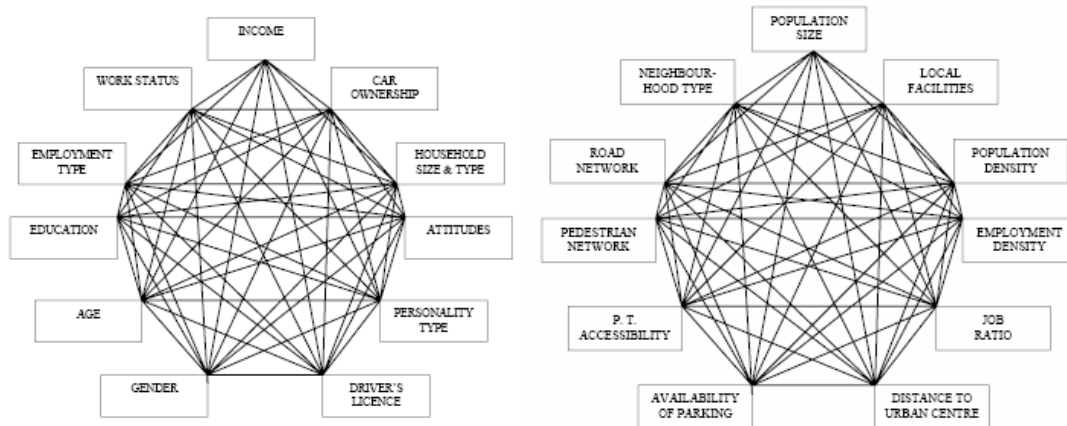 INCOME
WORK STATUS
CAR
OWNERSHIP
EMPLOYMENT
TYPE
HOUSEHOLD
SIZE & TYPE
EDUCATION
ATTITUDES
AGE
PERSONALITY
TYPE
GENDER
DRIVER'S
LICENCE
POPULATION
SIZE
NEIGHBOUR-
HOOD TYPE
LOCAL
FACILITIES
ROAD
NETWORK
POPULATION
DENSITY
PEDESTRIAN
NETWORK
EMPLOYMENT
DENSITY
P. T.
ACCESSIBILITY
JOB
RATIO
AVAILABILITY
OF PARKING
DISTANCE TO
URBAN CENTRE